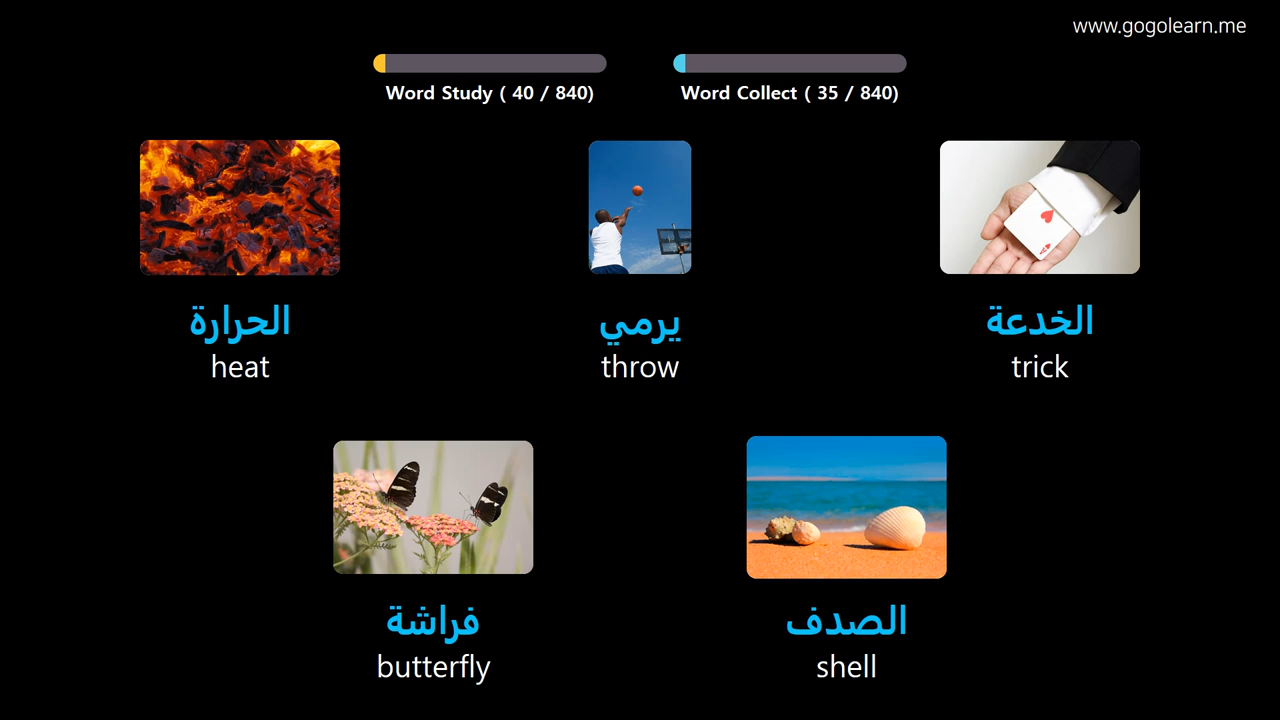 www.gogolearn.me
Word Study ( 40 / 840)
Word Collect ( 35 / 840)
الحرارة
heat
يرمي
throw
الخدعة
trick
فراشة
butterfly
الصدف
shell